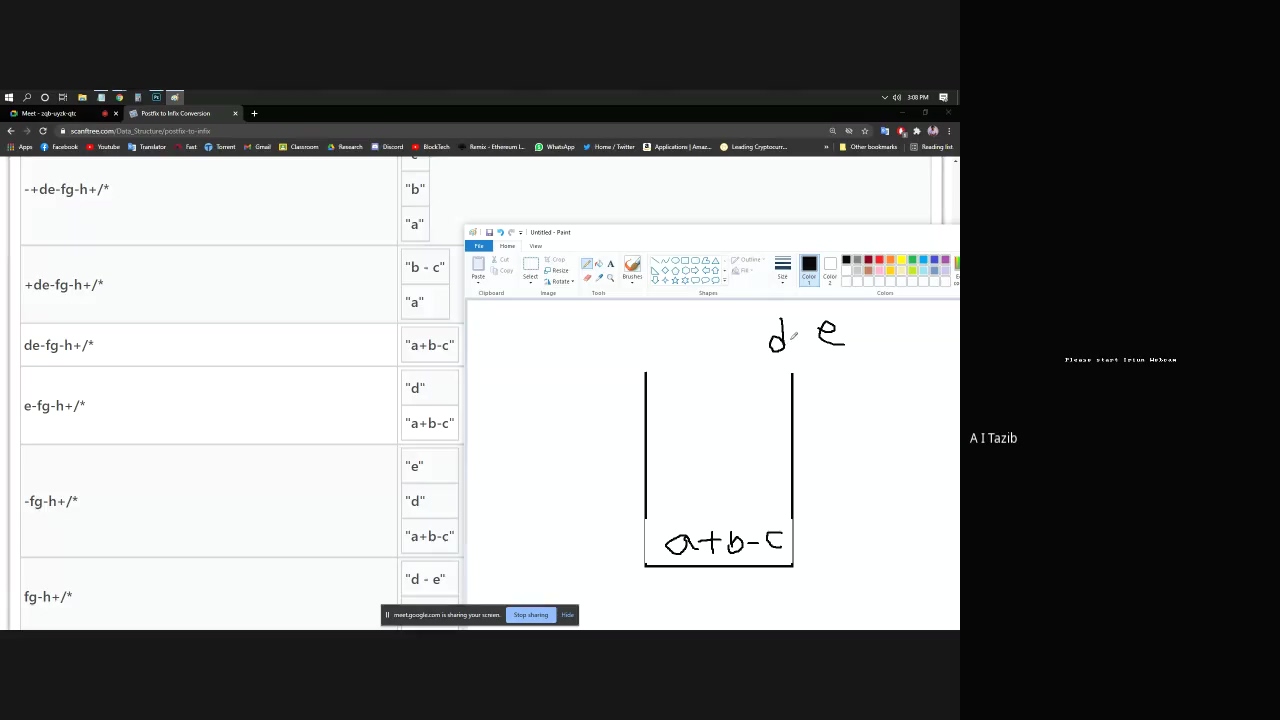 3:08 PM
Meet - zqb-uyzk-qtc
Postfix to Infix Conversion
scanftree.com/Data_Structure/postfix-to-infix
Apps Facebook Youtube Translator Fast Torrent Gmail Classroom Research Discord BlockTech Remix - Ethereum I... WhatsApp Home / Twitter Applications | Amaz... Leading Cryptocurr... » Other bookmarks Reading list
-+de-fg-h+/*
"b"
"a"
+de-fg-h+/*
"b - c"
"a"
de-fg-h+/*
"a+b-c"
e-fg-h+/*
"d"
"a+b-c"
-fg-h+/*
"e"
"d"
"a+b-c"
fg-h+/*
"d - e"
Untitled - Paint
File Home View
Paste
Cut
Copy
Clipboard
Select
Crop
Resize
Rotate
Image
A
Tools
Brushes
Outline
Fill
Shapes
Size
Color 1
Color 2
Colors
d e
a+b-c
meet.google.com is sharing your screen. Stop sharing Hide
Please start Iriun Webcam
A I Tazib